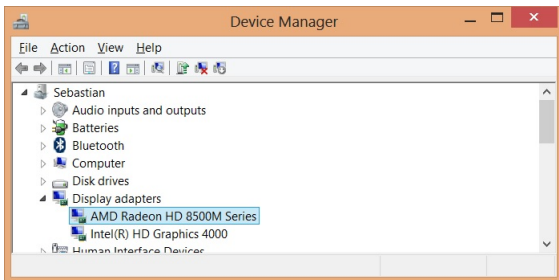 Device Manager
File Action View Help
Sebastian
Audio inputs and outputs
Batteries
Bluetooth
Computer
Disk drives
Display adapters
AMD Radeon HD 8500M Series
Intel(R) HD Graphics 4000
Human Interface Devices